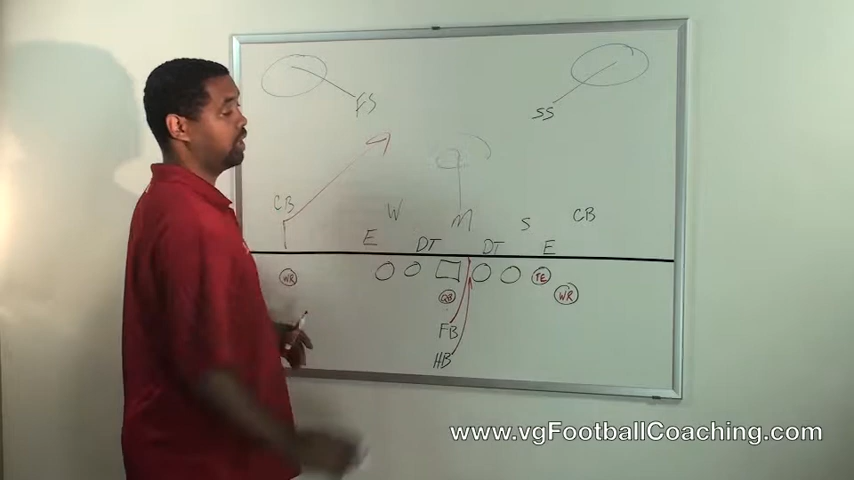 FS
SS
CB
W
M
S
CB
E
DT
DT
E
WR
TE
QB
WR
FB
HB
www.vgFootballCoaching.com